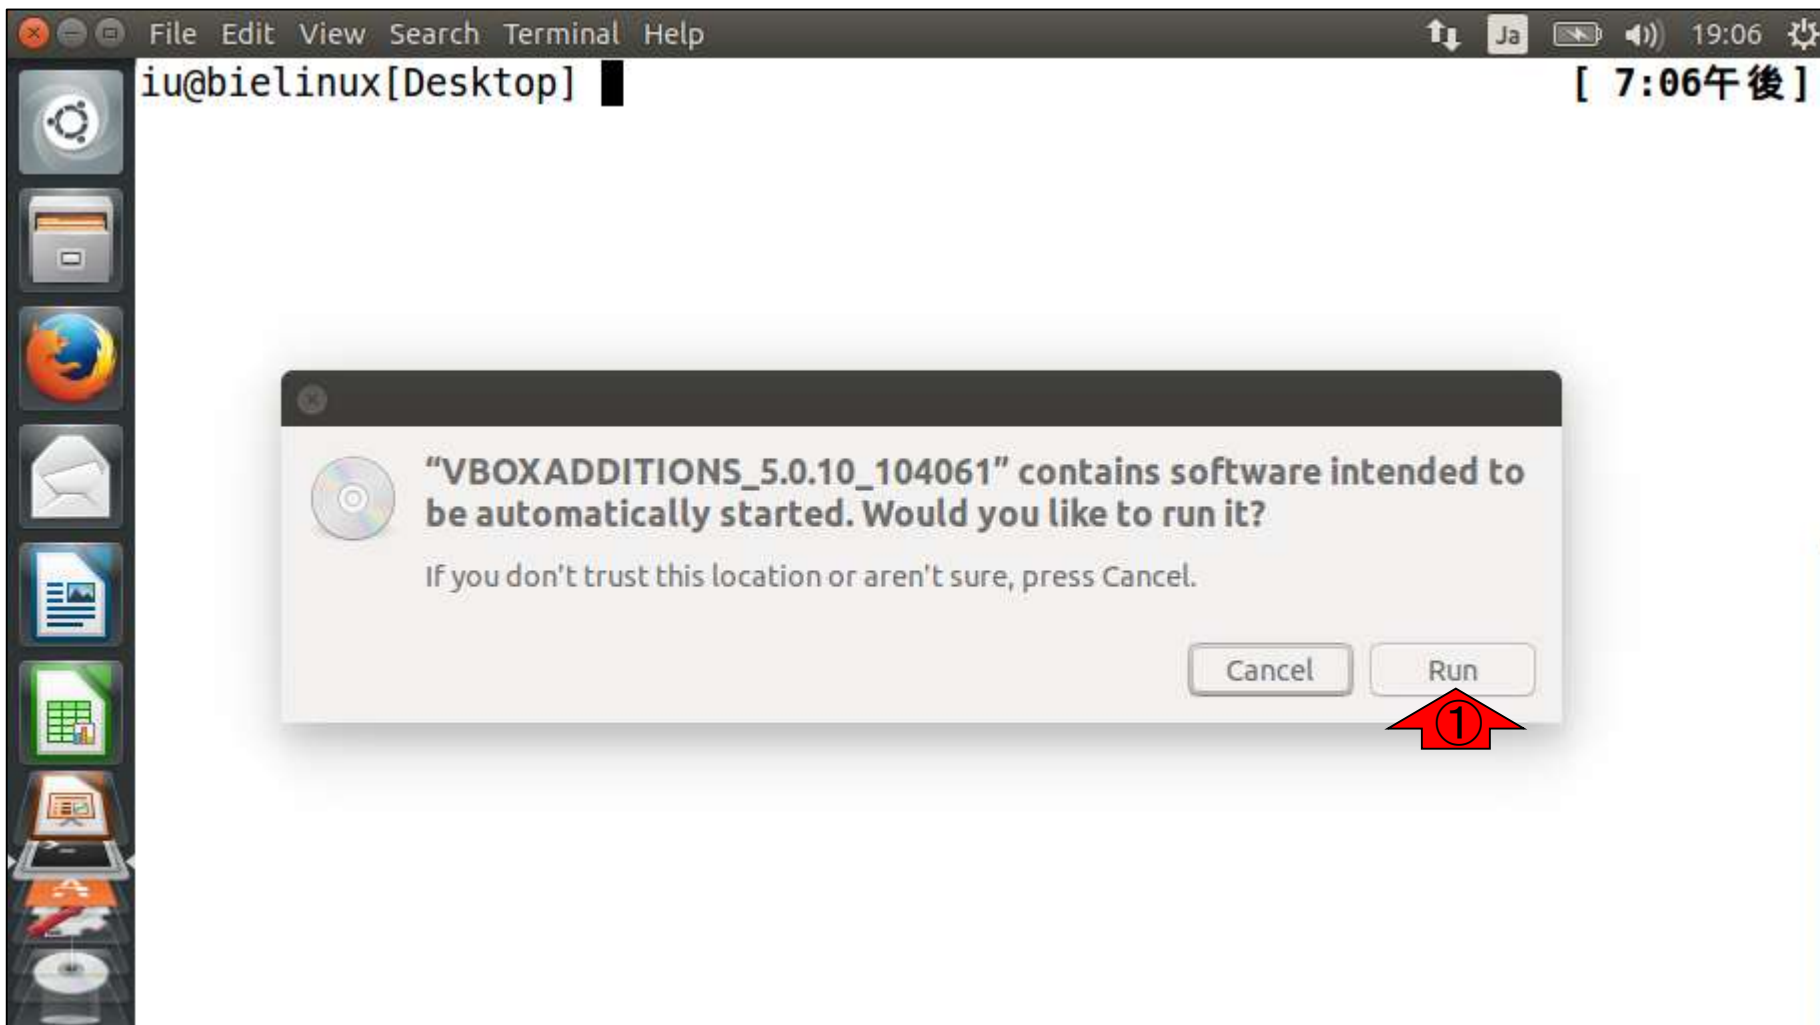 File Edit View Search Terminal Help
Ja
19:06
iu@bielinux[Desktop]
[ 7:06午後]
“VBOXADDITIONS_5.0.10_104061” contains software intended to
be automatically started. Would you like to run it?
If you don't trust this location or aren't sure, press Cancel.
Cancel
Run
①